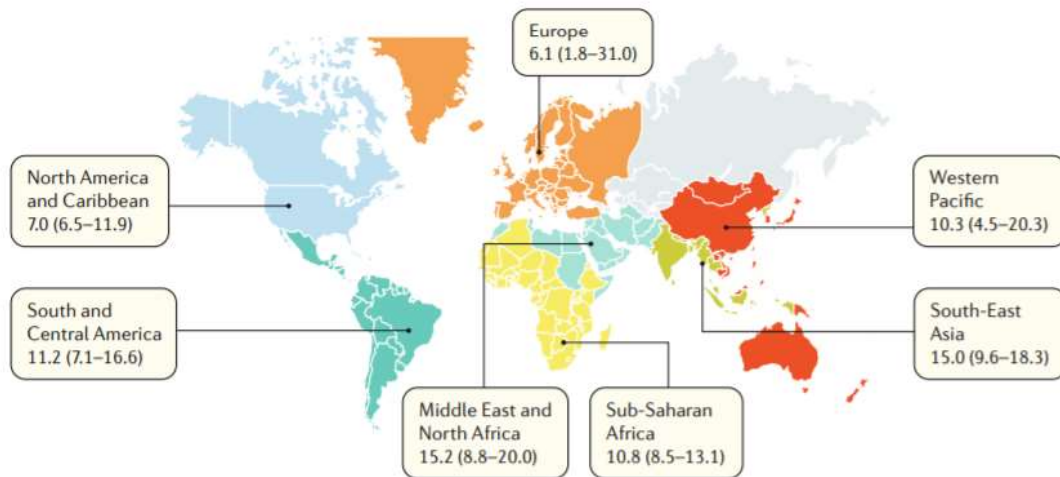 Europe
6.1 (1.8–31.0)
North America
and Caribbean
7.0 (6.5–11.9)
Western
Pacific
10.3 (4.5–20.3)
South and
Central America
11.2 (7.1–16.6)
South-East
Asia
15.0 (9.6–18.3)
Middle East and
North Africa
15.2 (8.8–20.0)
Sub-Saharan
Africa
10.8 (8.5–13.1)